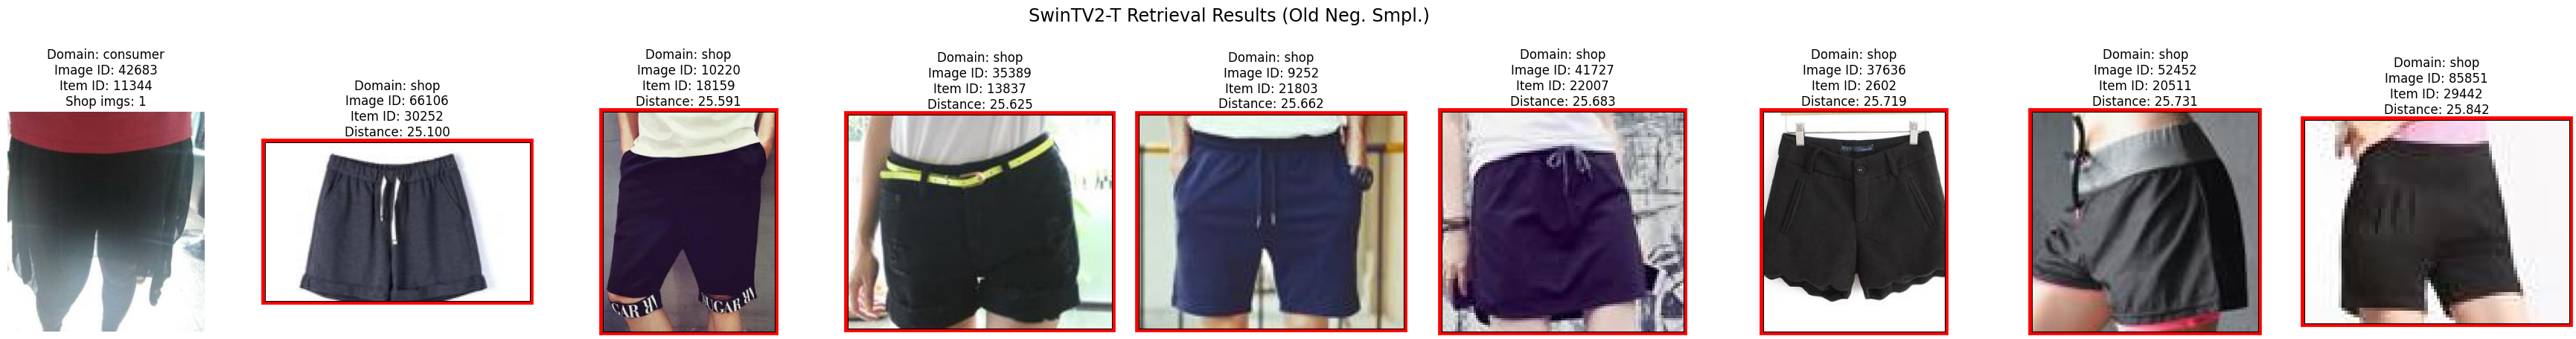 SwinTV2-T Retrieval Results (Old Neg. Smpl.)
Domain: consumer
Image ID: 42683
Item ID: 11344
Shop imgs: 1
Domain: shop
Image ID: 66106
Item ID: 30252
Distance: 25.100
Domain: shop
Image ID: 10220
Item ID: 18159
Distance: 25.591
CAR
UGAR
Domain: shop
Image ID: 35389
Item ID: 13837
Distance: 25.625
Domain: shop
Image ID: 9252
Item ID: 21803
Distance: 25.662
Domain: shop
Image ID: 41727
Item ID: 22007
Distance: 25.683
Domain: shop
Image ID: 37636
Item ID: 2602
Distance: 25.719
Domain: shop
Image ID: 52452
Item ID: 20511
Distance: 25.731
Domain: shop
Image ID: 85851
Item ID: 29442
Distance: 25.842